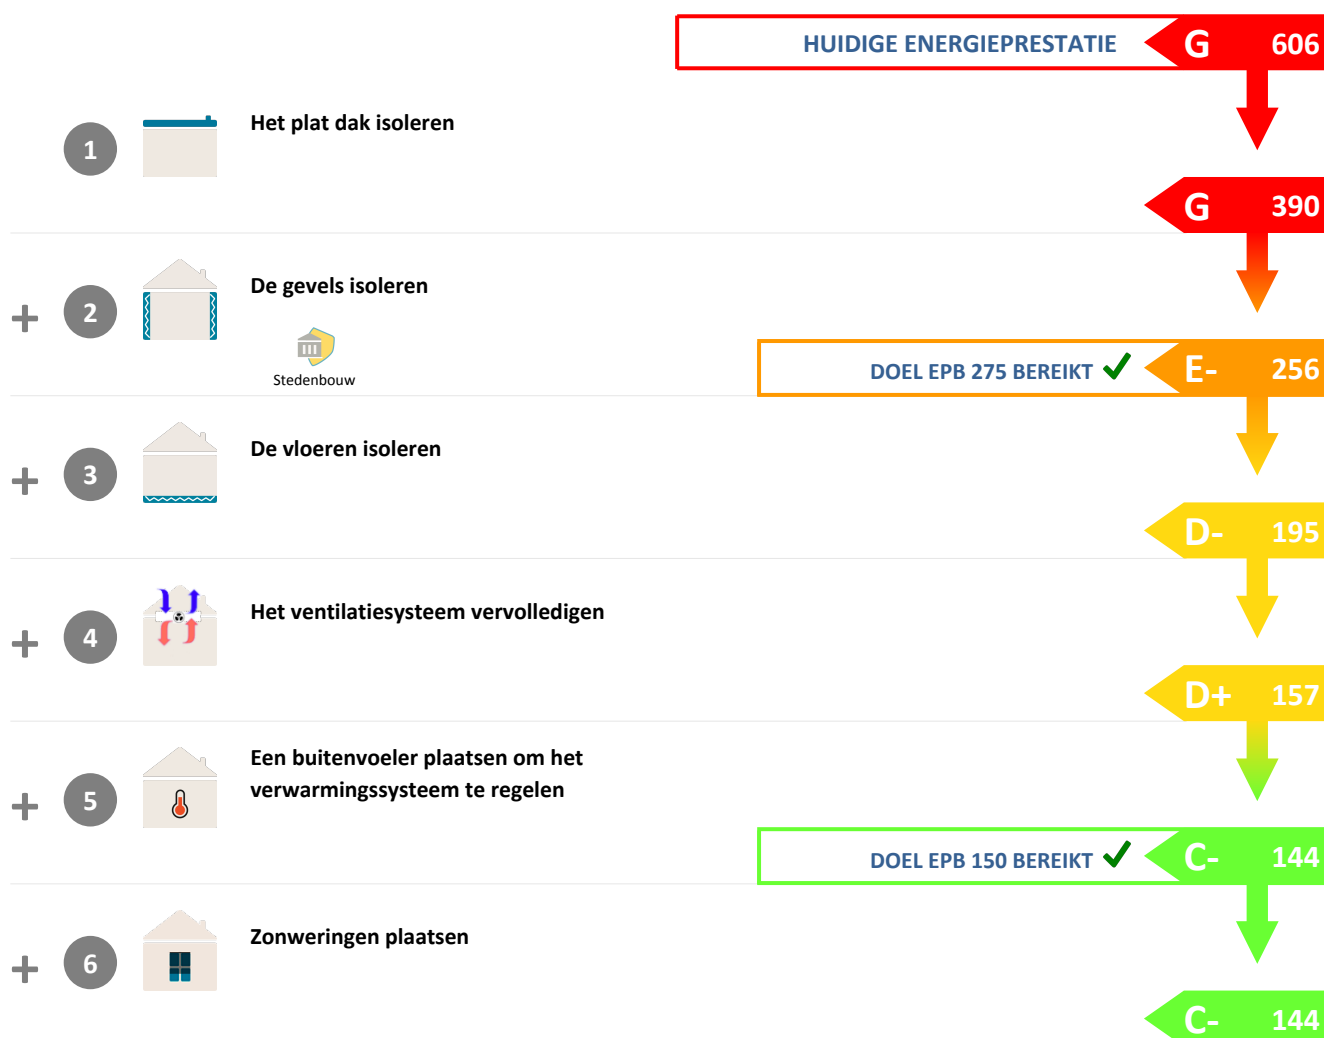 HUIDIGE ENERGIEPRESTATIE G 606
1 Het plat dak isoleren
G 390
+ 2 De gevels isoleren
Stedenbouw
DOEL EPB 275 BEREIKT E- 256
+ 3 De vloeren isoleren
D- 195
+ 4 Het ventilatiesysteem vervolledigen
D+ 157
+ 5 Een buitenvoeler plaatsen om het
verwarmingssysteem te regelen
DOEL EPB 150 BEREIKT C- 144
+ 6 Zonweringen plaatsen
C- 144